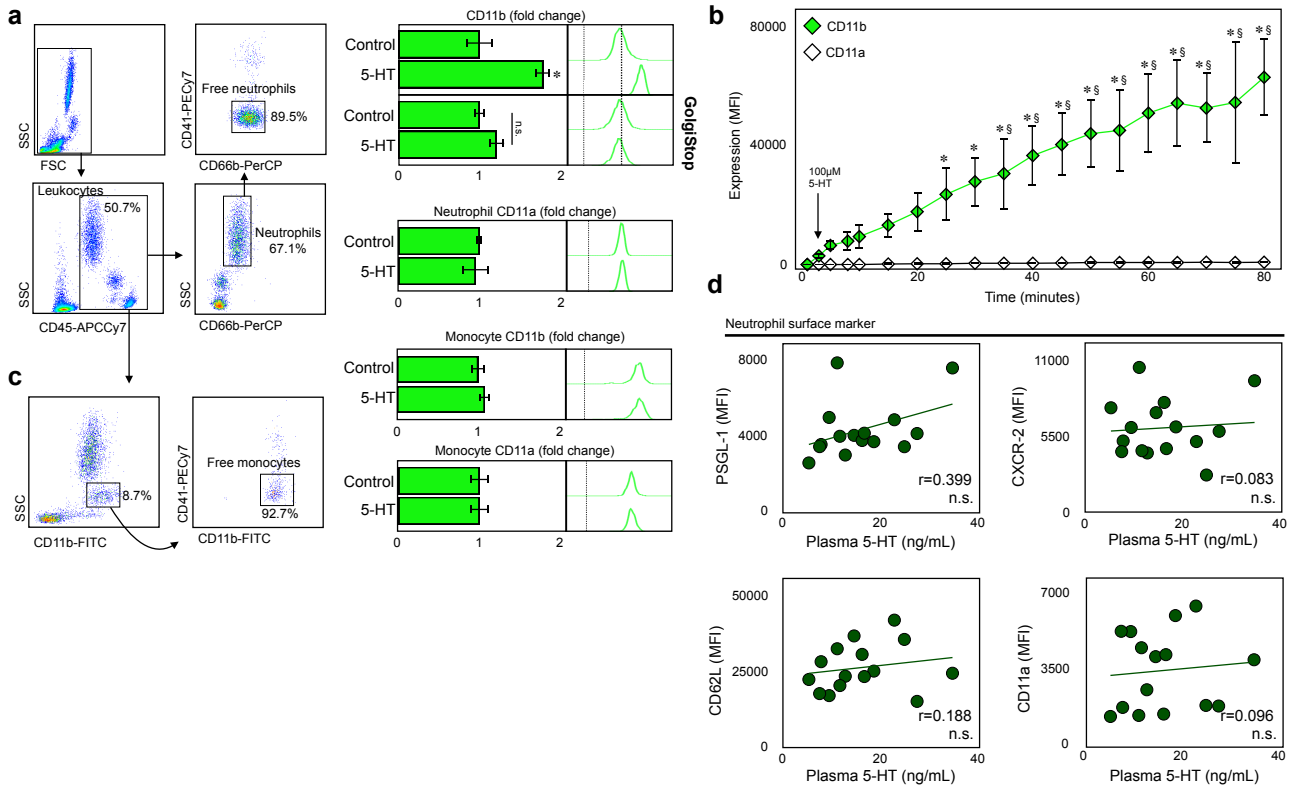 a
SSC
FSC
CD41-PECy7
Free neutrophils
89.5%
CD66b-PerCP
Leukocytes
50.7%
SSC
CD45-APCCy7
Neutrophils
67.1%
SSC
CD66b-PerCP
CD11b (fold change)
Control
5-HT
*
Control
5-HT
n.s.
GolgiStop
0
1
2
Neutrophil CD11a (fold change)
Control
5-HT
0
1
2
b
80000
40000
0
Expression (MFI)
CD11b
CD11a
100µM
5-HT
*
*
*§
*§
*§
*§
*§
*§
*§
*§
*§
*§
20
40
60
80
Time (minutes)
c
SSC
8.7%
CD11b-FITC
CD41-PECy7
Free monocytes
92.7%
CD11b-FITC
Monocyte CD11b (fold change)
Control
5-HT
0
1
2
Monocyte CD11a (fold change)
Control
5-HT
0
1
2
d
Neutrophil surface marker
8000
4000
0
PSGL-1 (MFI)
r=0.399
n.s.
0
20
40
Plasma 5-HT (ng/mL)
11000
5500
0
CXCR-2 (MFI)
r=0.083
n.s.
0
20
40
Plasma 5-HT (ng/mL)
50000
25000
0
CD62L (MFI)
r=0.188
n.s.
0
20
40
Plasma 5-HT (ng/mL)
7000
3500
0
CD11a (MFI)
r=0.096
n.s.
0
20
40
Plasma 5-HT (ng/mL)